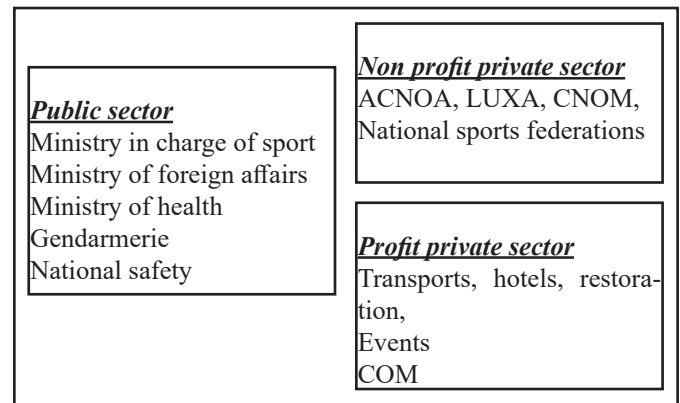 Public sector
Ministry in charge of sport
Ministry of foreign affairs
Ministry of health
Gendarmerie
National safety
Non profit private sector
ACNOA, LUXA, CNOM,
National sports federations
Profit private sector
Transports, hotels, restora-
tion,
Events
COM